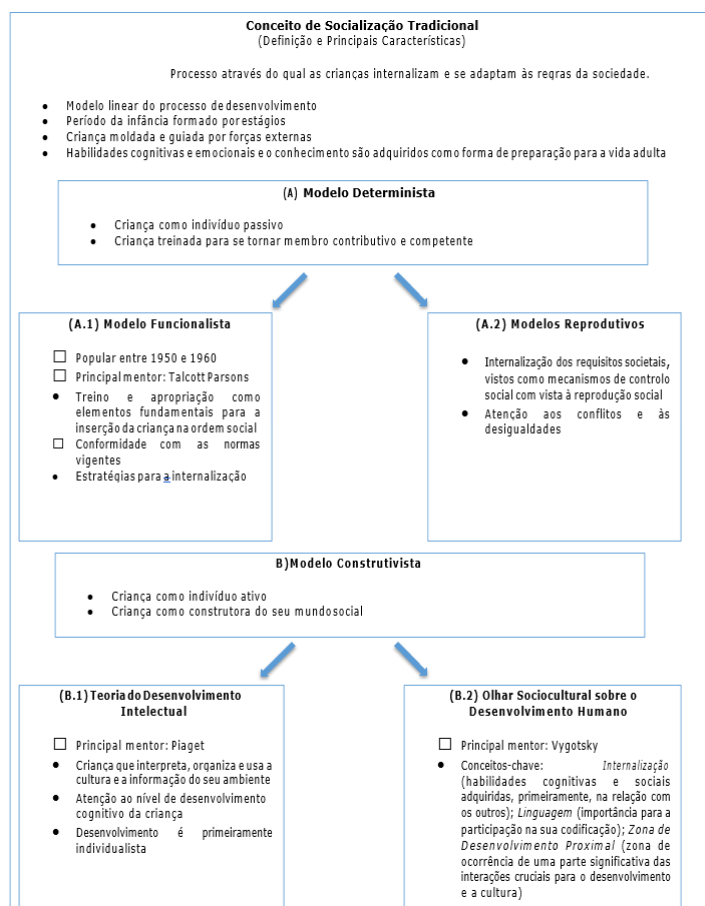 Conceito de Socialização Tradicional
(Definição e Principais Características)
Processo através do qual as crianças internalizam e se adaptam às regras da sociedade.
● Modelo linear do processo de desenvolvimento
● Período da infância formado por estágios
● Criança moldada e guiada por forças externas
● Habilidades cognitivas e emocionais e o conhecimento são adquiridos como forma de preparação para a vida adulta
(A) Modelo Determinista
● Criança como indivíduo passivo
● Criança treinada para se tornar membro contributivo e competente
(A.1) Modelo Funcionalista
☐ Popular entre 1950 e 1960
☐ Principal mentor: Talcott Parsons
● Treino e apropriação como
elementos fundamentais para a
inserção da criança na ordem social
☐ Conformidade com as normas
vigentes
● Estratégias para a internalização
(A.2) Modelos Reprodutivos
● Internalização dos requisitos societais,
vistos como mecanismos de controlo
social com vista à reprodução social
● Atenção aos conflitos e às
desigualdades
B)Modelo Construtivista
● Criança como indivíduo ativo
● Criança como construtora do seu mundo social
(B.1) Teoria do Desenvolvimento
Intelectual
☐ Principal mentor: Piaget
● Criança que interpreta, organiza e usa a
cultura e a informação do seu ambiente
● Atenção ao nível de desenvolvimento
cognitivo da criança
● Desenvolvimento é primeiramente
individualista
(B.2) Olhar Sociocultural sobre o
Desenvolvimento Humano
☐ Principal mentor: Vygotsky
● Conceitos-chave: Internalização
(habilidades cognitivas e sociais
adquiridas, primeiramente, na relação com
os outros); Linguagem (importância para a
participação na sua codificação); Zona de
Desenvolvimento Proximal (zona de
ocorrência de uma parte significativa das
interações cruciais para o desenvolvimento
e a cultura)